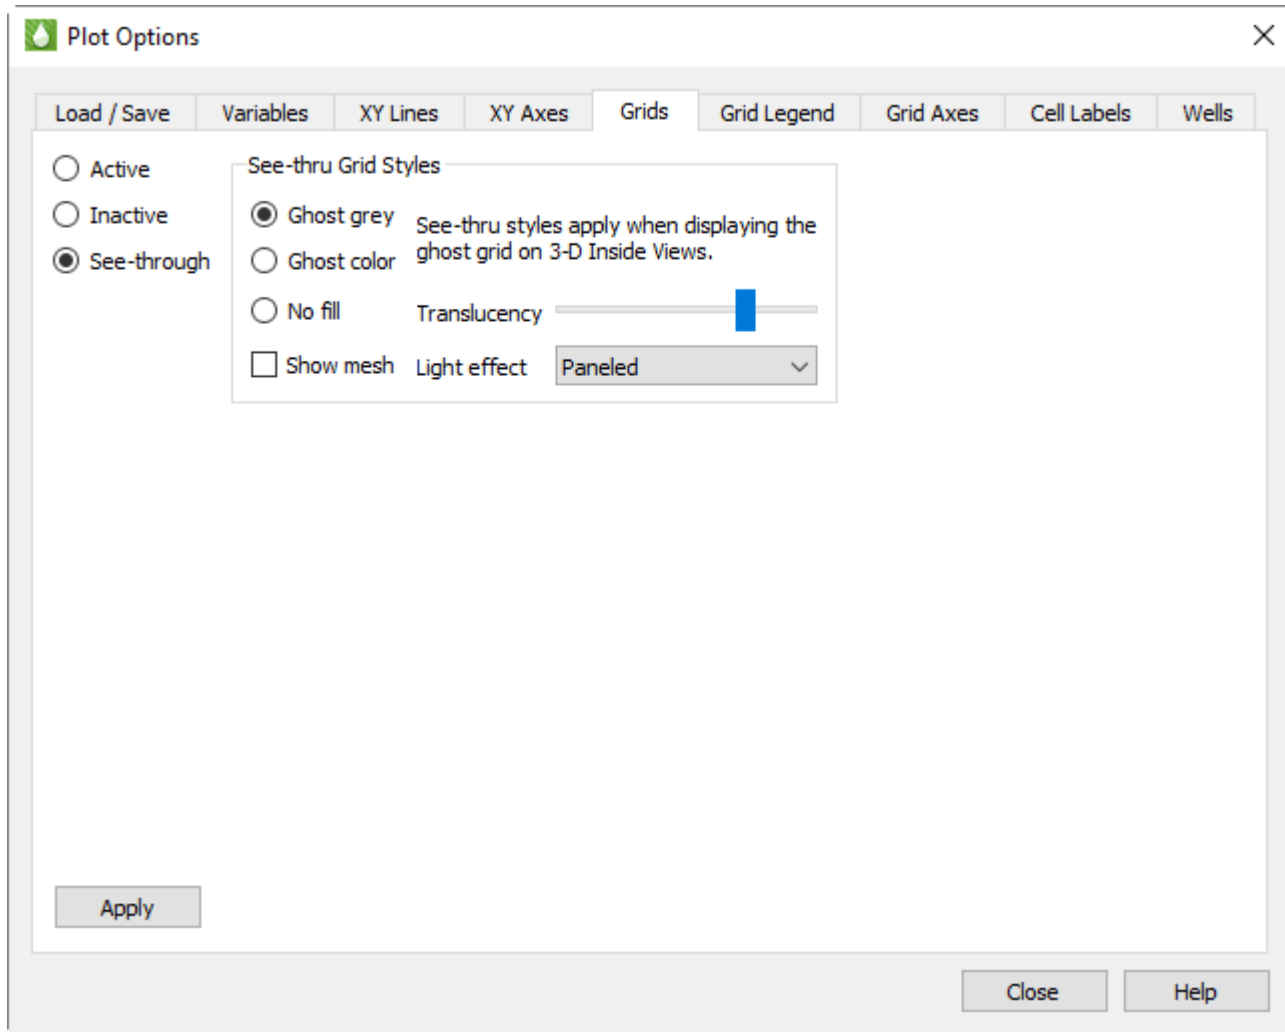 Plot Options
Load / Save
Variables
XY Lines
XY Axes
Grids
Grid Legend
Grid Axes
Cell Labels
Wells
Active
Inactive
See-through
See-thru Grid Styles
Ghost grey
Ghost color
No fill
Show mesh
See-thru styles apply when displaying the
ghost grid on 3-D Inside Views.
Translucency
Light effect
Paneled
Apply
Close
Help